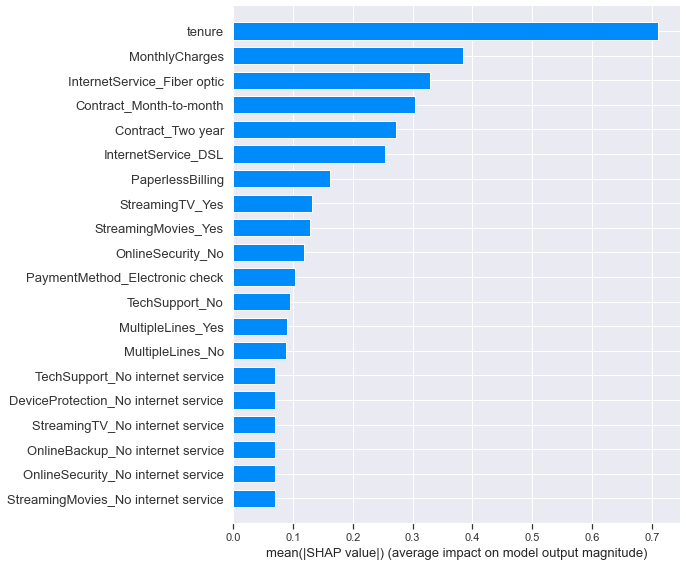 tenure
MonthlyCharges
InternetService_Fiber optic
Contract_Month-to-month
Contract_Two year
InternetService_DSL
PaperlessBilling
StreamingTV_Yes
StreamingMovies_Yes
OnlineSecurity_No
PaymentMethod_Electronic check
TechSupport_No
MultipleLines_Yes
MultipleLines_No
TechSupport_No internet service
DeviceProtection_No internet service
StreamingTV_No internet service
OnlineBackup_No internet service
OnlineSecurity_No internet service
StreamingMovies_No internet service
0.0 0.1 0.2 0.3 0.4 0.5 0.6 0.7
mean(|SHAP value|) (average impact on model output magnitude)